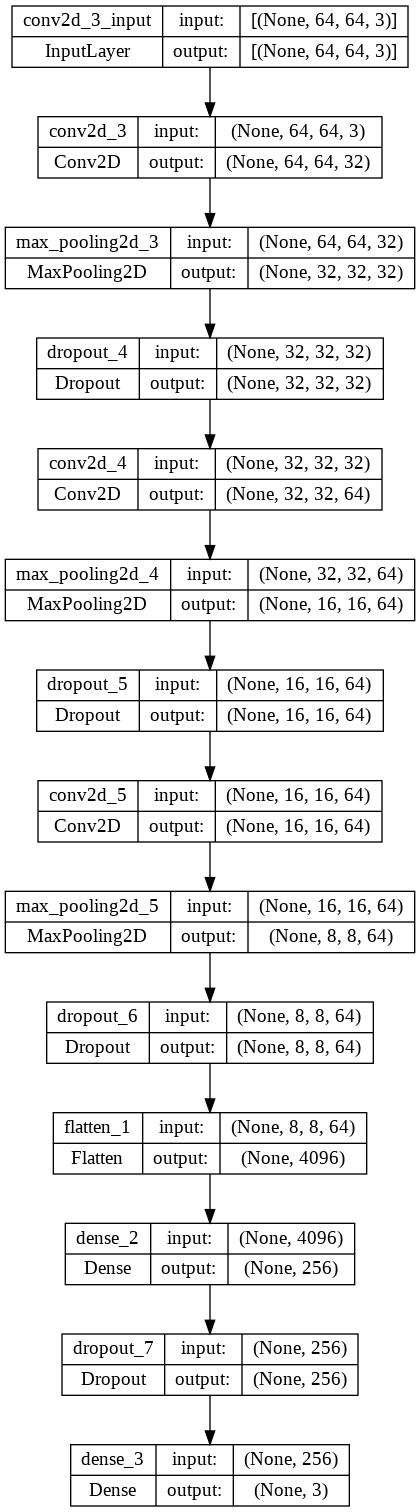 conv2d_3_input input: [(None, 64, 64, 3)]
InputLayer output: [(None, 64, 64, 3)]
conv2d_3 input: (None, 64, 64, 3)
Conv2D output: (None, 64, 64, 32)
max_pooling2d_3 input: (None, 64, 64, 32)
MaxPooling2D output: (None, 32, 32, 32)
dropout_4 input: (None, 32, 32, 32)
Dropout output: (None, 32, 32, 32)
conv2d_4 input: (None, 32, 32, 32)
Conv2D output: (None, 32, 32, 64)
max_pooling2d_4 input: (None, 32, 32, 64)
MaxPooling2D output: (None, 16, 16, 64)
dropout_5 input: (None, 16, 16, 64)
Dropout output: (None, 16, 16, 64)
conv2d_5 input: (None, 16, 16, 64)
Conv2D output: (None, 16, 16, 64)
max_pooling2d_5 input: (None, 16, 16, 64)
MaxPooling2D output: (None, 8, 8, 64)
dropout_6 input: (None, 8, 8, 64)
Dropout output: (None, 8, 8, 64)
flatten_1 input: (None, 8, 8, 64)
Flatten output: (None, 4096)
dense_2 input: (None, 4096)
Dense output: (None, 256)
dropout_7 input: (None, 256)
Dropout output: (None, 256)
dense_3 input: (None, 256)
Dense output: (None, 3)